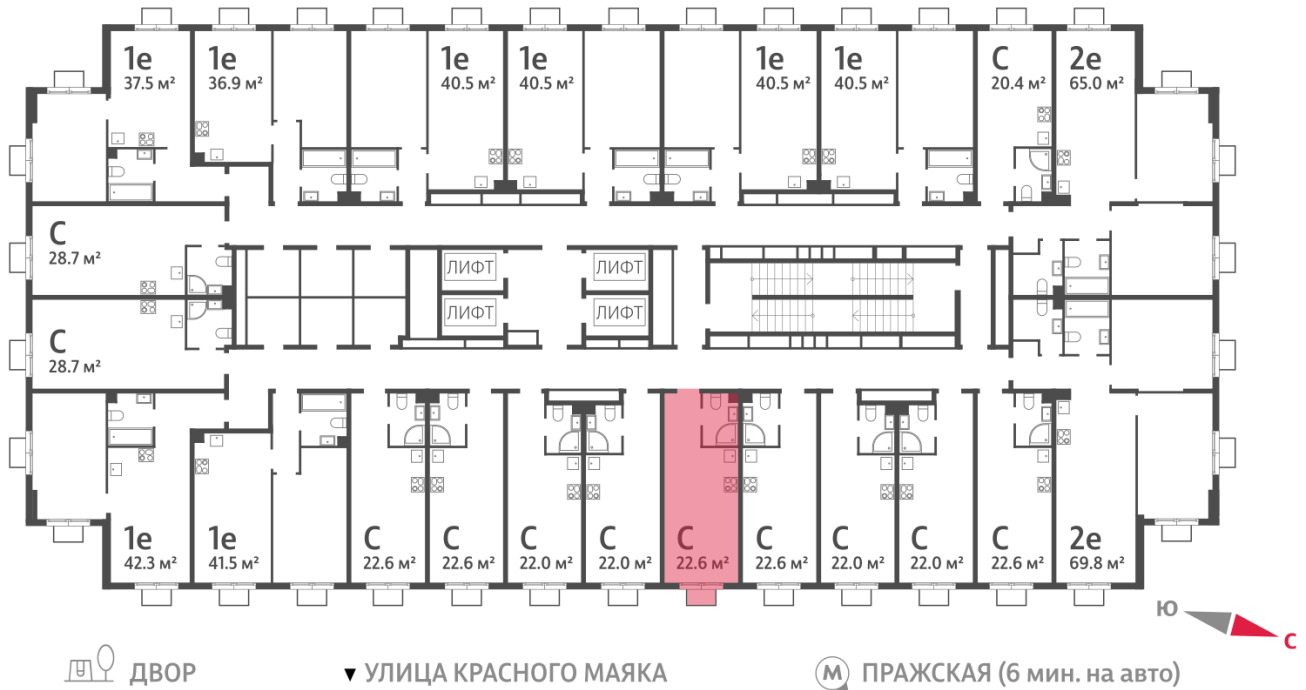 1е
37.5 м²
1е
36.9 м²
1е
40.5 м²
1е
40.5 м²
1е
40.5 м²
1е
40.5 м²
С
20.4 м²
2е
65.0 м²
С
28.7 м²
ЛИФТ
ЛИФТ
ЛИФТ
ЛИФТ
С
28.7 м²
1е
42.3 м²
1е
41.5 м²
С
22.6 м²
С
22.6 м²
С
22.0 м²
С
22.0 м²
С
22.6 м²
С
22.6 м²
С
22.0 м²
С
22.0 м²
С
22.6 м²
2е
69.8 м²
Ю
С
ДВОР
УЛИЦА КРАСНОГО МАЯКА
М ПРАЖСКАЯ (6 мин. на авто)